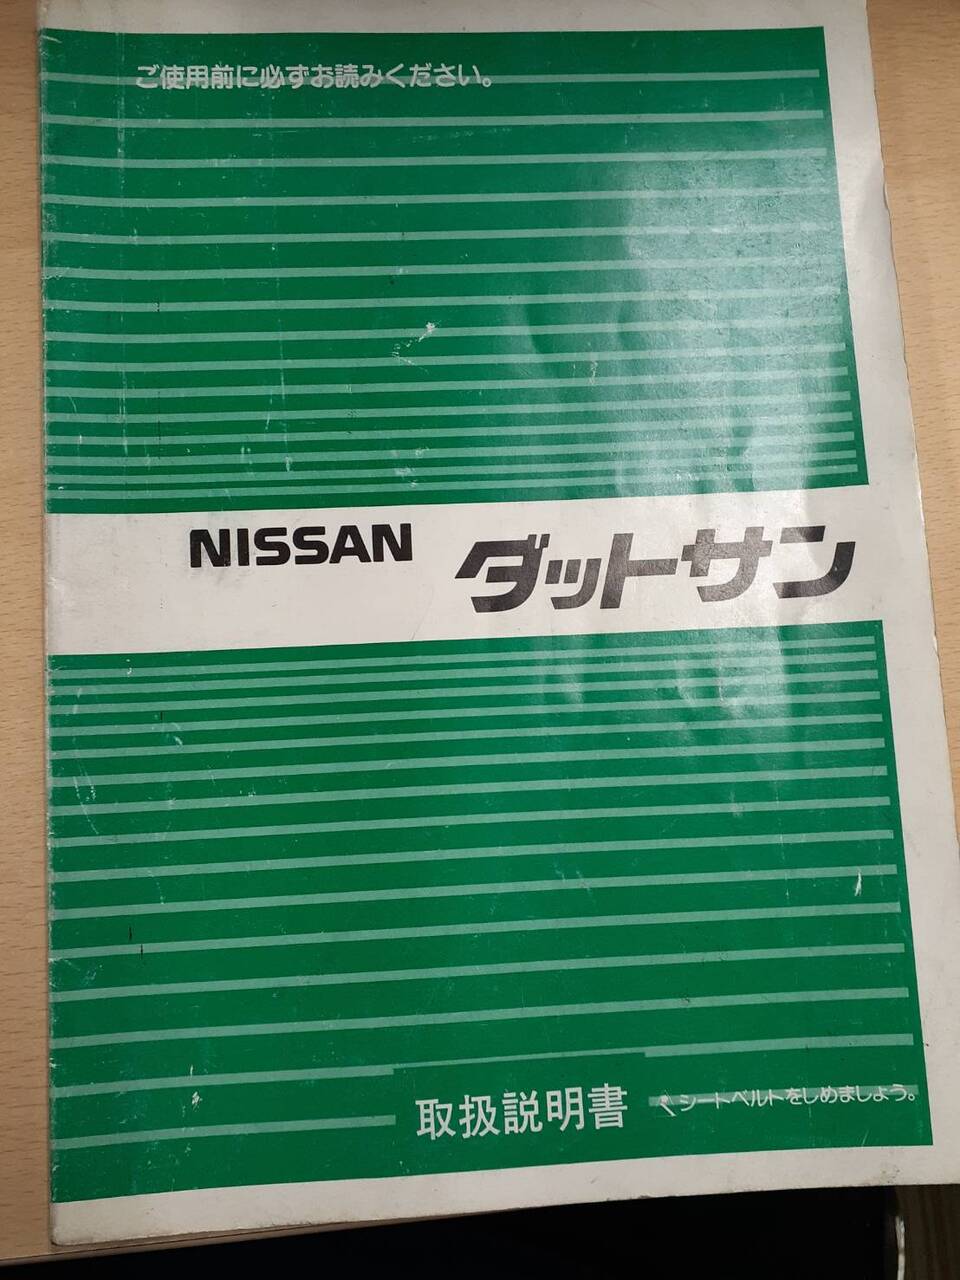 ご使用前に必ずお読みください。
NISSAN ダットサン
取扱説明書
シートベルトをしめましょう。